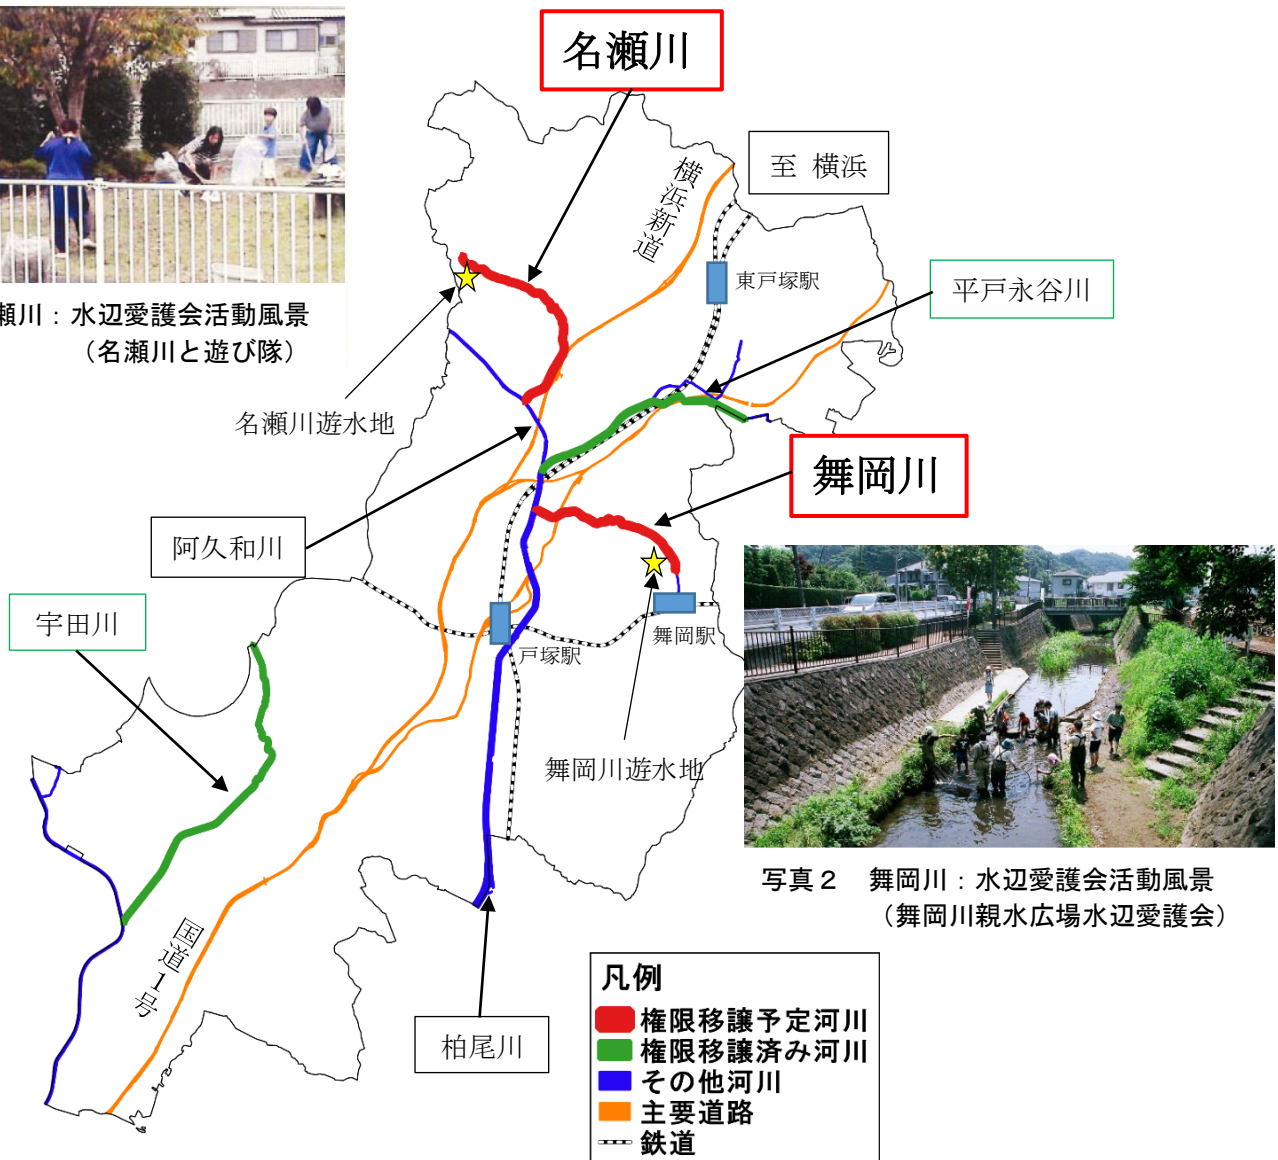 名瀬川
至 横浜
横浜新道
東戸塚駅
平戸永谷川
瀬川：水辺愛護会活動風景
（名瀬川と遊び隊）
名瀬川遊水地
舞岡川
阿久和川
宇田川
戸塚駅
舞岡駅
舞岡川遊水地
写真２　舞岡川：水辺愛護会活動風景
（舞岡川親水広場水辺愛護会）
国道1号
柏尾川
凡例
権限移譲予定河川
権限移譲済み河川
その他河川
主要道路
鉄道